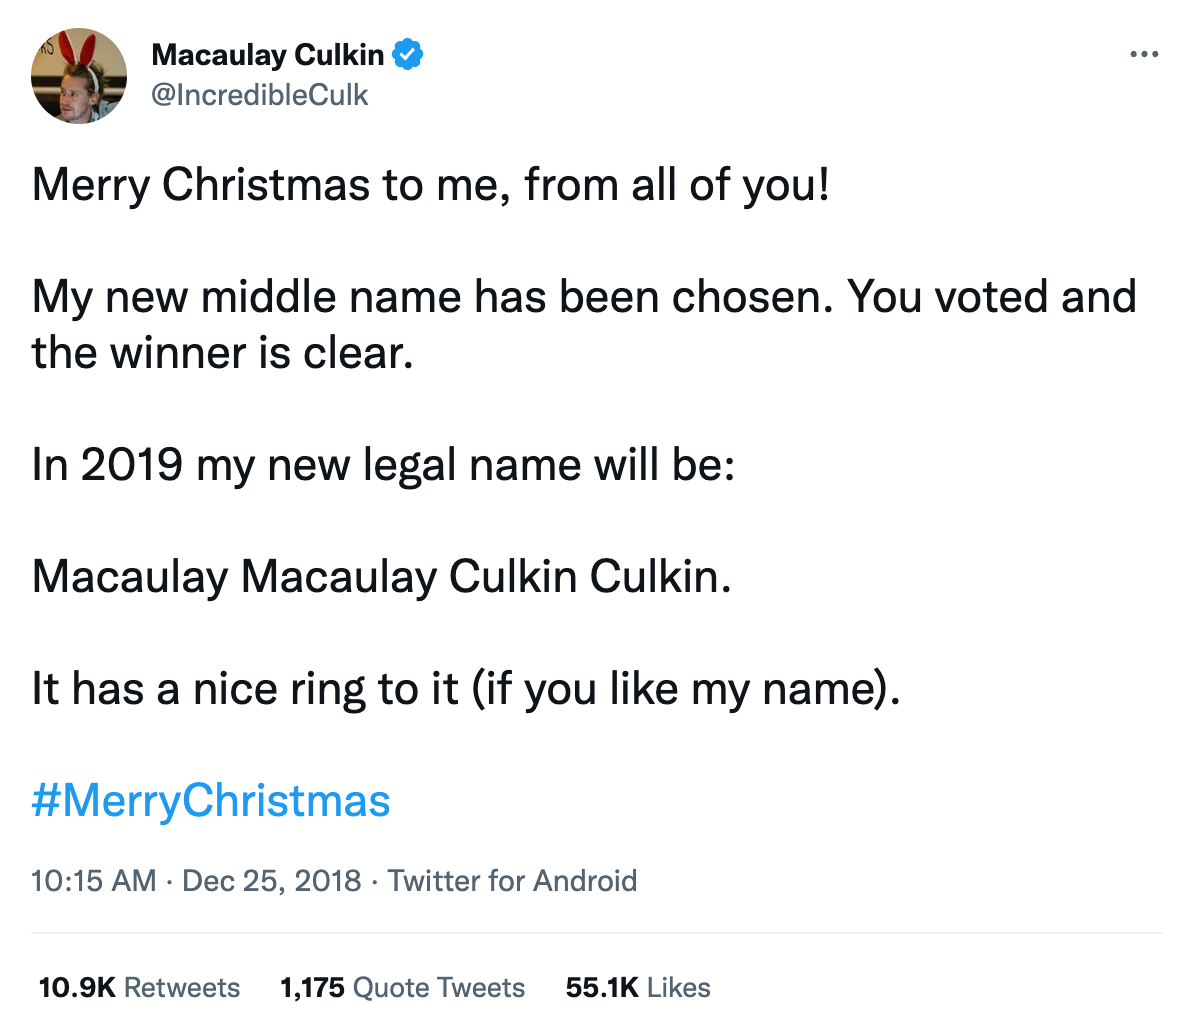 Macaulay Culkin
@IncredibleCulk
Merry Christmas to me, from all of you!
My new middle name has been chosen. You voted and
the winner is clear.
In 2019 my new legal name will be:
Macaulay Macaulay Culkin Culkin.
It has a nice ring to it (if you like my name).
#MerryChristmas
10:15 AM · Dec 25, 2018 · Twitter for Android
10.9K Retweets 1,175 Quote Tweets 55.1K Likes